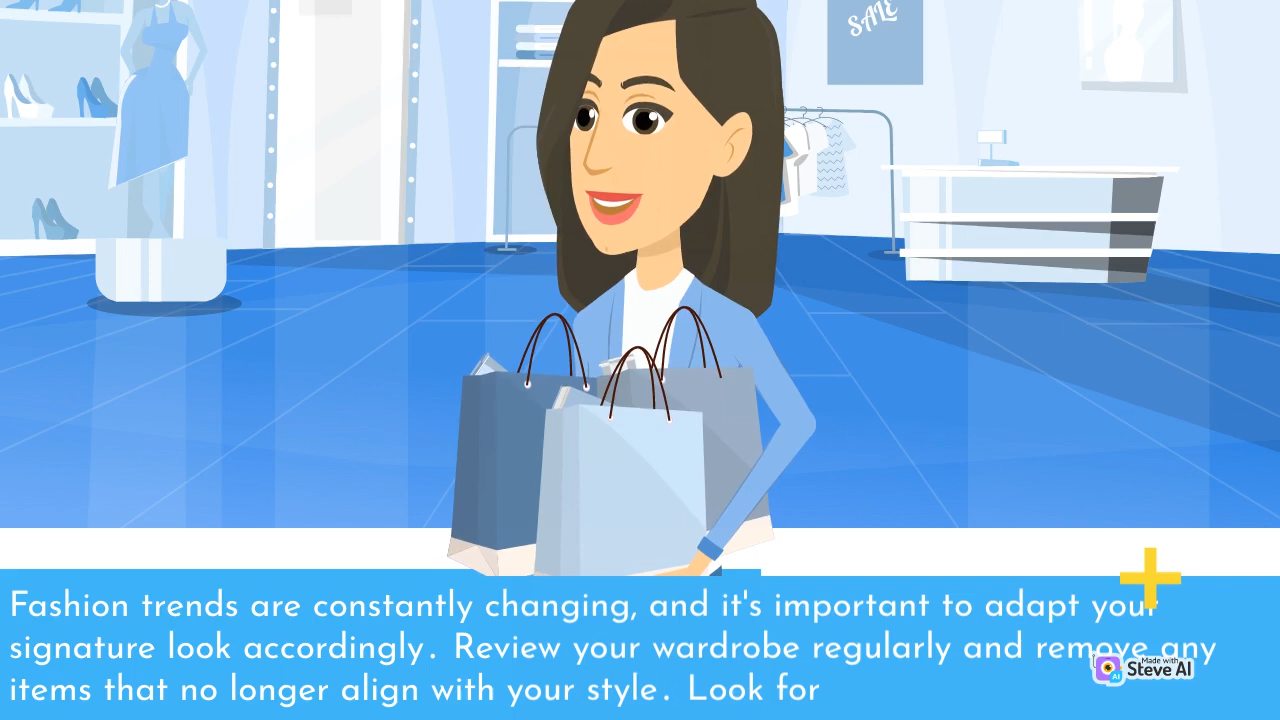 SALE
Fashion trends are constantly changing, and it's important to adapt your
signature look accordingly. Review your wardrobe regularly and remove any
items that no longer align with your style. Look for
Made with
Steve AI
AI